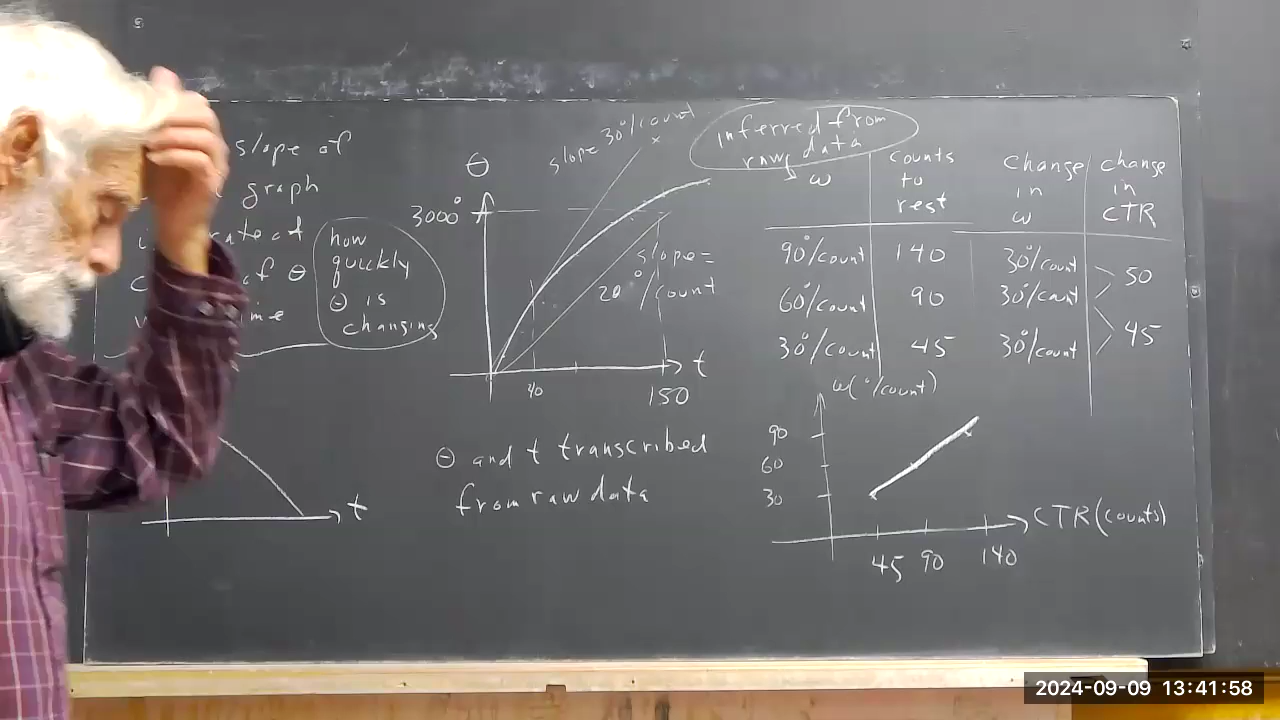 slope of
graph
rate of
of θ
how
quickly
θ is
changing
θ
3000°
slope 30°/count
slope =
20°/count
t
40
150
θ and t transcribed
from raw data
t
inferred from
raw data
ω
counts
to
rest
change
in
ω
change
in
CTR
90°/count 140 30°/count
50
60°/count 90 30°/count
45
30°/count 45 30°/count
ω(°/count)
90
60
30
CTR (counts)
45 90 140
2024-09-09 13:41:58